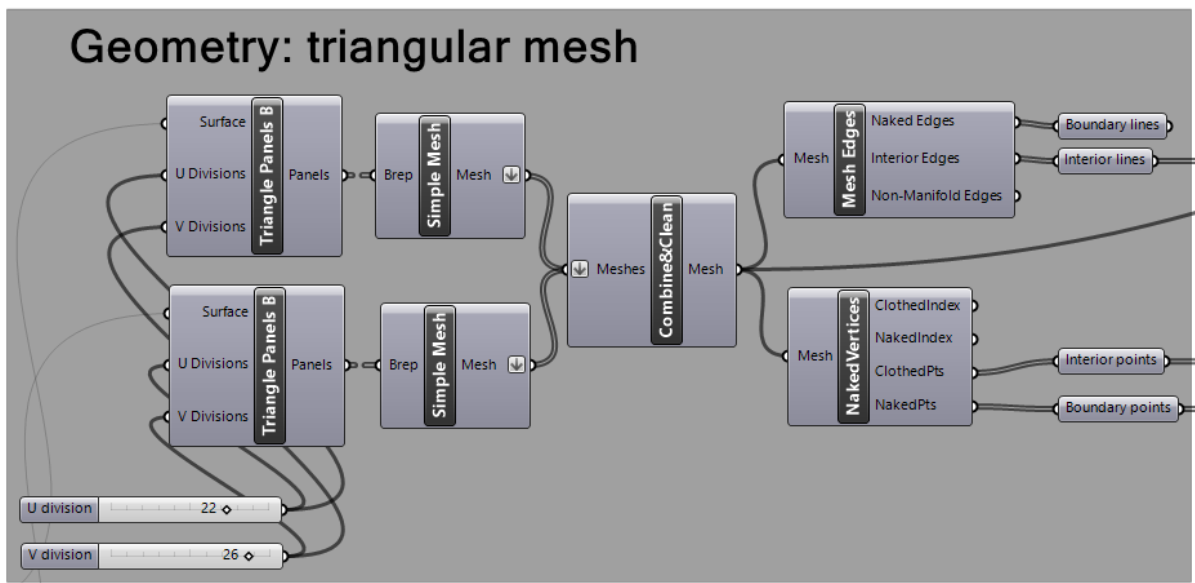 Geometry: triangular mesh
Surface
U Divisions
V Divisions
Triangle Panels B
Panels
Brep
Simple Mesh
Mesh
Surface
U Divisions
V Divisions
Triangle Panels B
Panels
Brep
Simple Mesh
Mesh
Meshes
Combine&Clean
Mesh
Mesh
Mesh Edges
Naked Edges
Interior Edges
Non-Manifold Edges
Boundary lines
Interior lines
Mesh
NakedVertices
ClothedIndex
NakedIndex
ClothedPts
NakedPts
Interior points
Boundary points
U division 22
V division 26